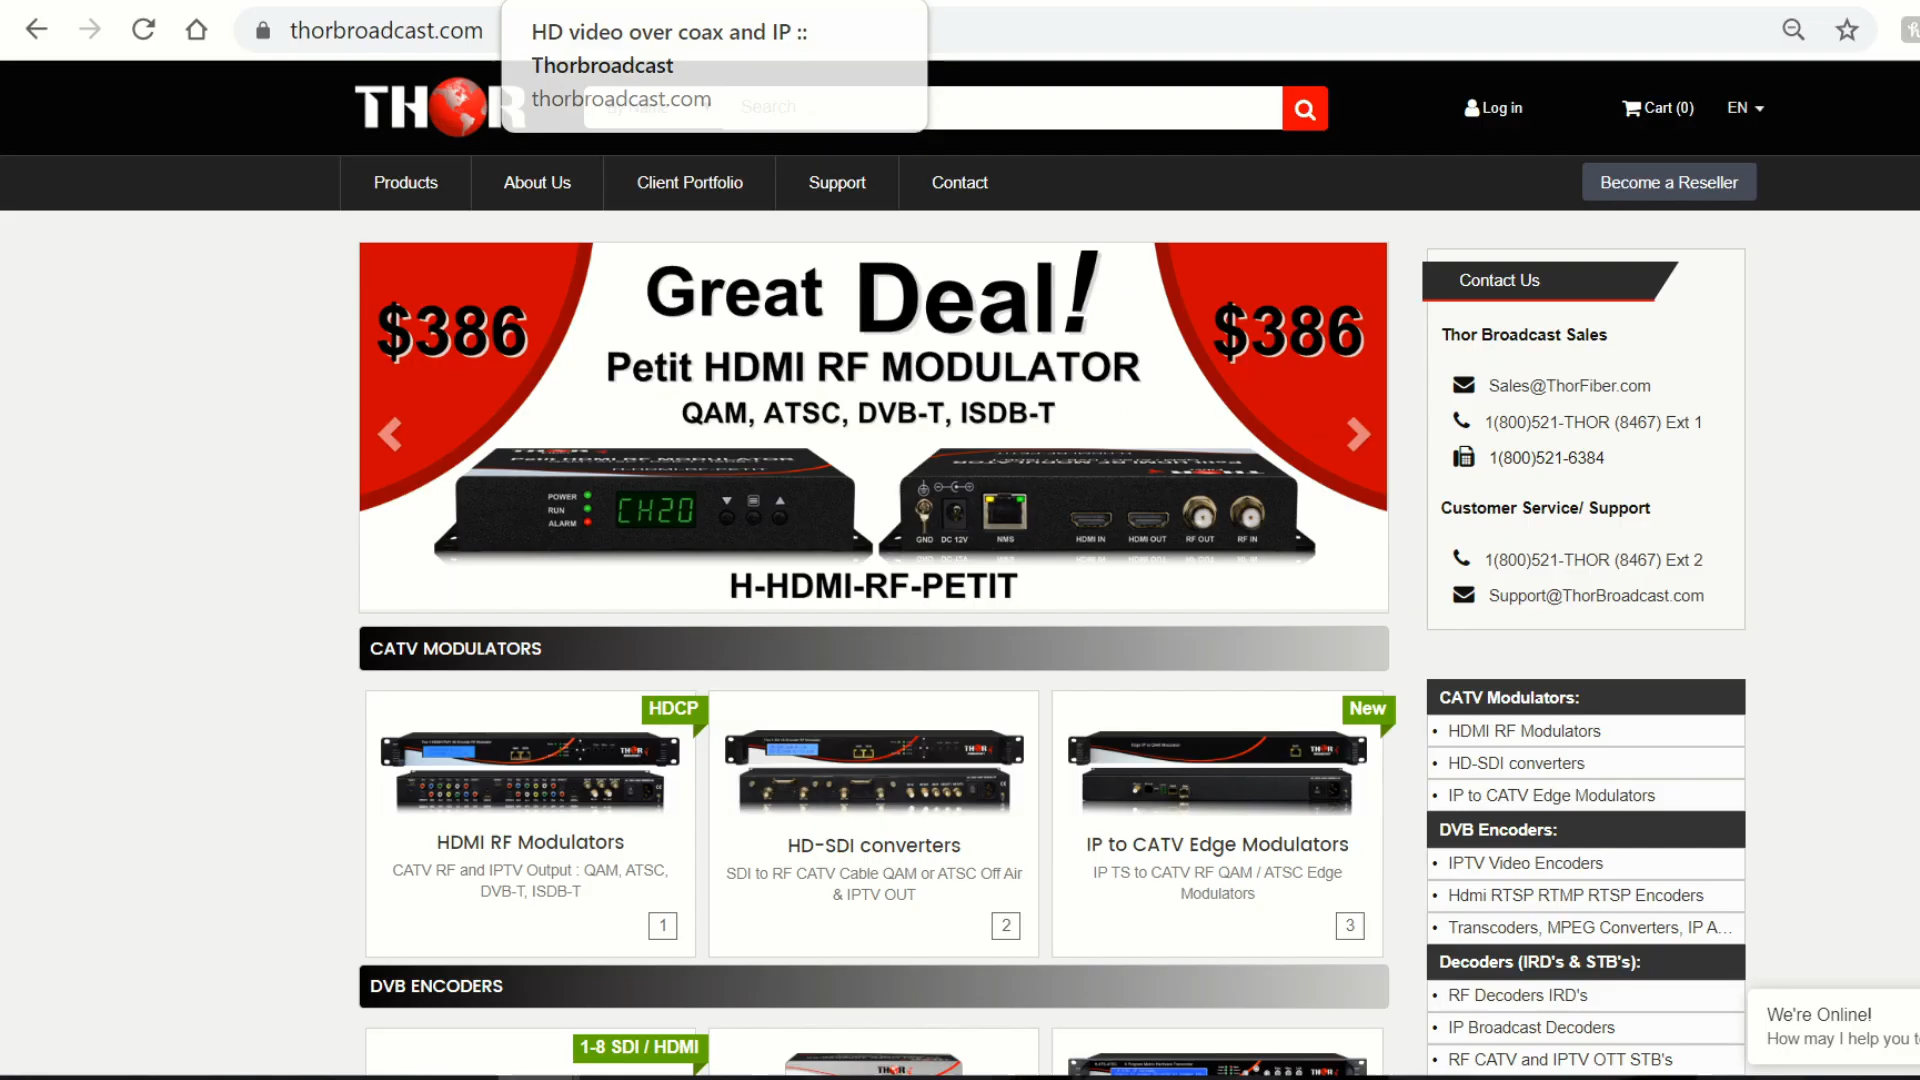 thorbroadcast.com
HD video over coax and IP ::
Thorbroadcast
thorbroadcast.com
THOR
Search
Log in
Cart (0)
EN
Products
About Us
Client Portfolio
Support
Contact
Become a Reseller
Great Deal!
$386
$386
Petit HDMI RF MODULATOR
QAM, ATSC, DVB-T, ISDB-T
POWER
RUN
ALARM
CH20
GND
DC 12V
NMS
HDMI IN
HDMI OUT
RF OUT
RF IN
H-HDMI-RF-PETIT
Contact Us
Thor Broadcast Sales
Sales@ThorFiber.com
1(800)521-THOR (8467) Ext 1
1(800)521-6384
Customer Service/ Support
1(800)521-THOR (8467) Ext 2
Support@ThorBroadcast.com
CATV MODULATORS
HDCP
THOR
HDMI RF Modulators
CATV RF and IPTV Output : QAM, ATSC,
DVB-T, ISDB-T
1
THOR
HD-SDI converters
SDI to RF CATV Cable QAM or ATSC Off Air
& IPTV OUT
2
New
THOR
IP to CATV Edge Modulators
IP TS to CATV RF QAM / ATSC Edge
Modulators
3
DVB ENCODERS
1-8 SDI / HDMI
THOR
THOR
CATV Modulators:
• HDMI RF Modulators
• HD-SDI converters
• IP to CATV Edge Modulators
DVB Encoders:
• IPTV Video Encoders
• Hdmi RTSP RTMP RTSP Encoders
• Transcoders, MPEG Converters, IP A...
Decoders (IRD's & STB's):
• RF Decoders IRD's
• IP Broadcast Decoders
• RF CATV and IPTV OTT STB's
We're Online!
How may I help you t